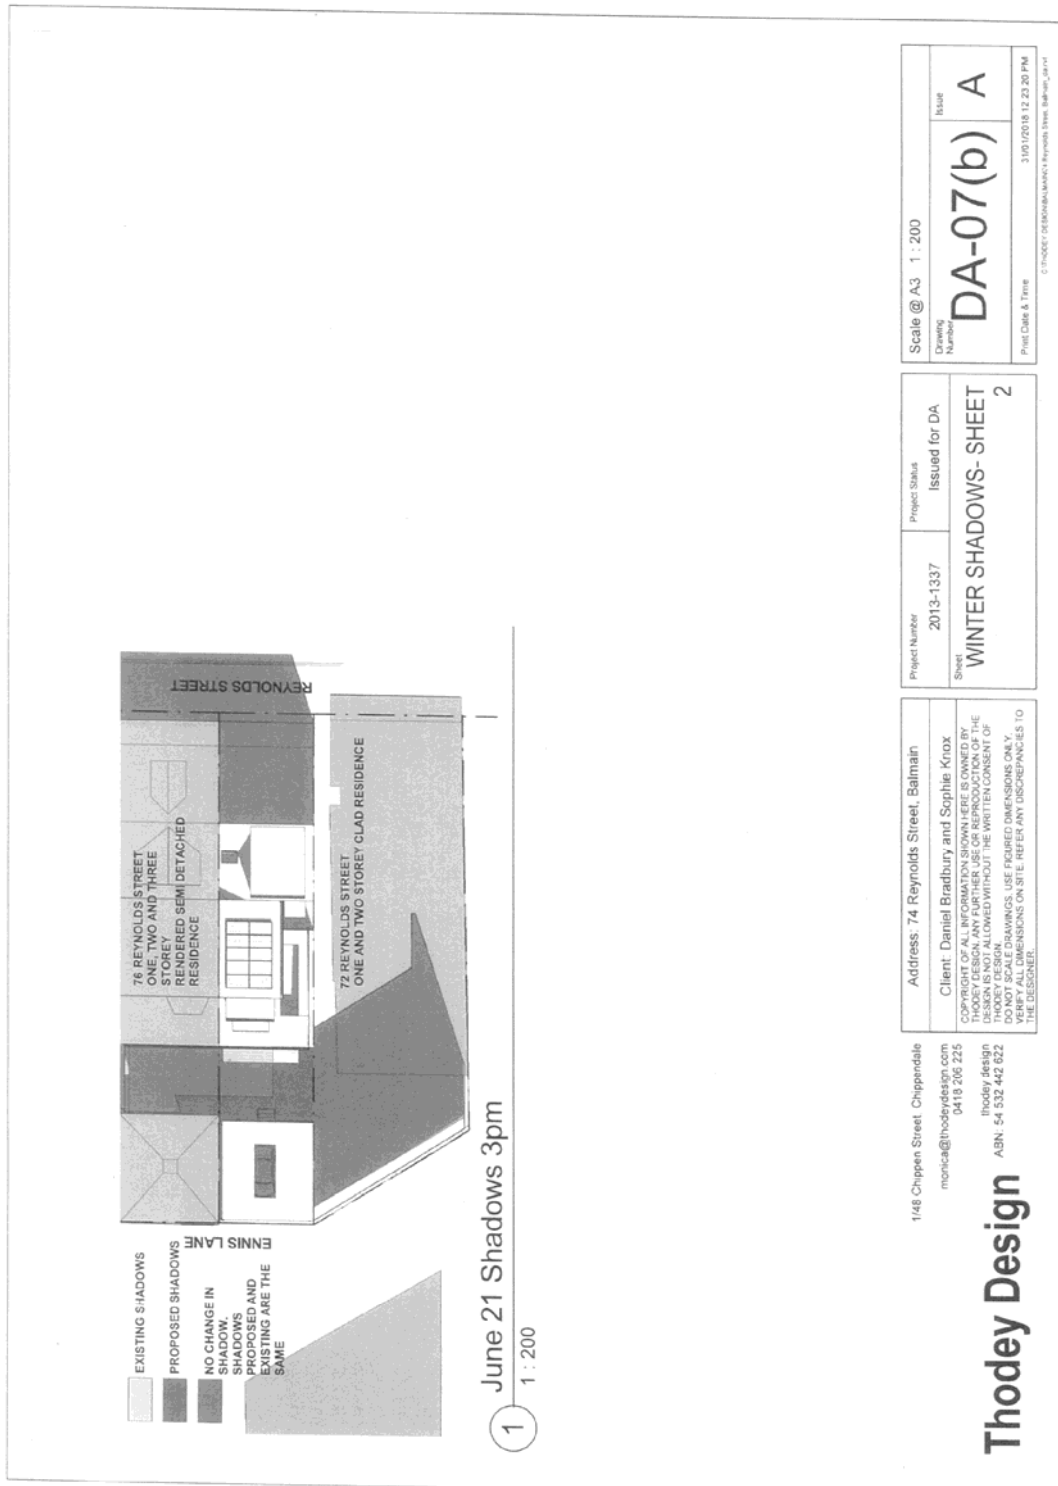 EXISTING SHADOWS
PROPOSED SHADOWS
NO CHANGE IN
SHADOW.
SHADOWS
PROPOSED AND
EXISTING ARE THE
SAME
ENNIS LANE
76 REYNOLDS STREET
ONE, TWO AND THREE
STOREY
RENDERED SEMI DETACHED
RESIDENCE
72 REYNOLDS STREET
ONE AND TWO STOREY CLAD RESIDENCE
REYNOLDS STREET
1
June 21 Shadows 3pm
1 : 200
Thodey Design
1/48 Chippen Street Chippendale
monica@thodeydesign.com
0418 206 225
thodey design
ABN: 54 532 442 622
Address: 74 Reynolds Street, Balmain
Client: Daniel Bradbury and Sophie Knox
COPYRIGHT OF ALL INFORMATION SHOWN HERE IS OWNED BY
THODEY DESIGN. ANY FURTHER USE OR REPRODUCTION OF THE
DESIGN IS NOT ALLOWED WITHOUT THE WRITTEN CONSENT OF
THODEY DESIGN.
DO NOT SCALE DRAWINGS. USE FIGURED DIMENSIONS ONLY.
VERIFY ALL DIMENSIONS ON SITE. REFER ANY DISCREPANCIES TO
THE DESIGNER.
Project Number
2013-1337
Project Status
Issued for DA
Sheet
WINTER SHADOWS- SHEET
2
Scale @ A3 1 : 200
Drawing
Number
DA-07(b)
Issue
A
Print Date & Time
31/01/2018 12:23:20 PM